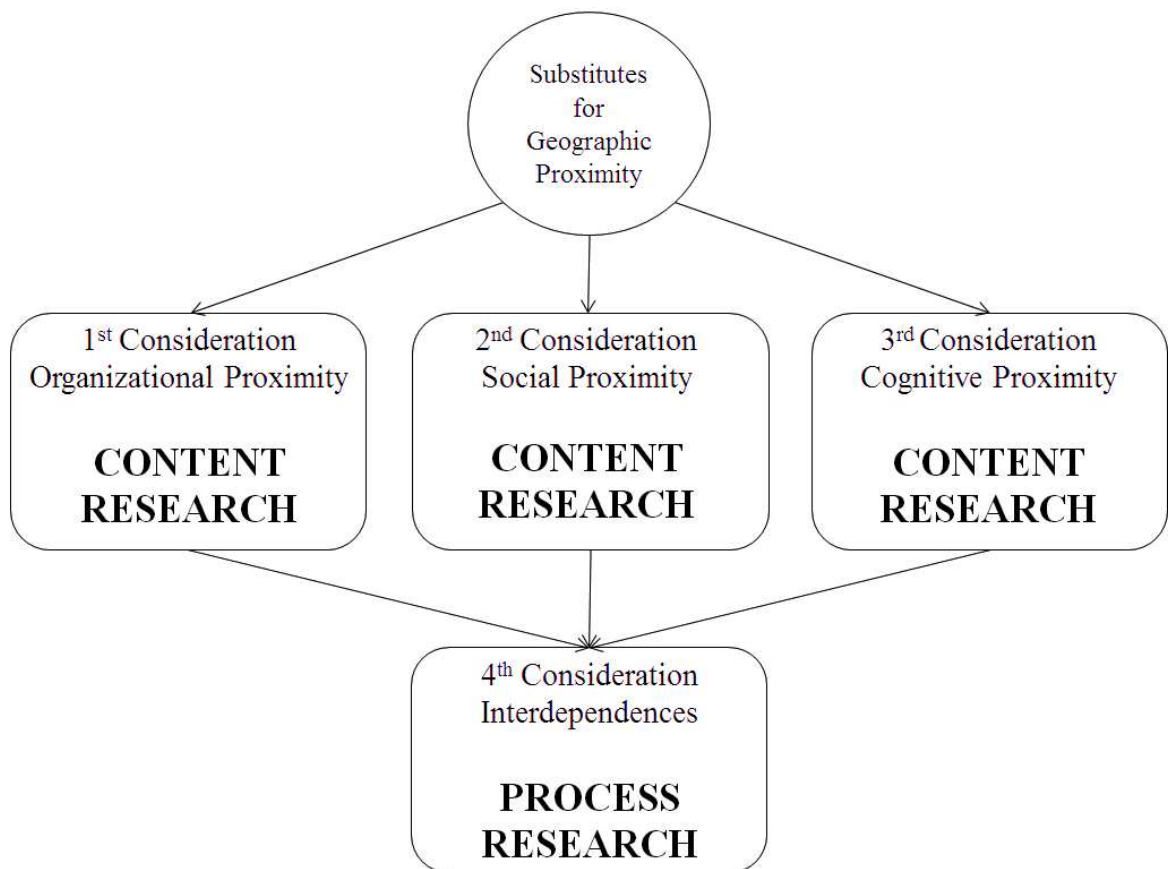 Substitutes
for
Geographic
Proximity
1st Consideration
Organizational Proximity
CONTENT
RESEARCH
2nd Consideration
Social Proximity
CONTENT
RESEARCH
3rd Consideration
Cognitive Proximity
CONTENT
RESEARCH
4th Consideration
Interdependences
PROCESS
RESEARCH